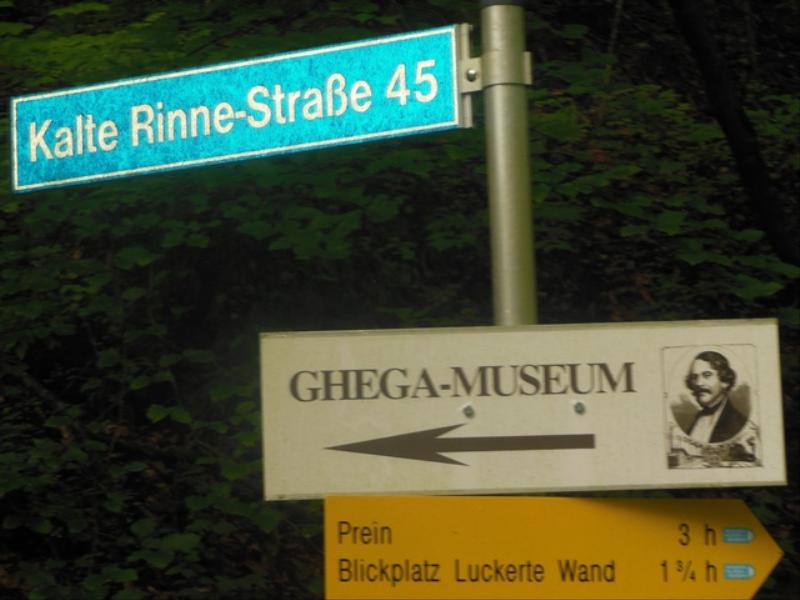 Kalte Rinne-Straße 45
GHEGA-MUSEUM
Prein 3 h
Blickplatz Luckerte Wand 1 ¾ h